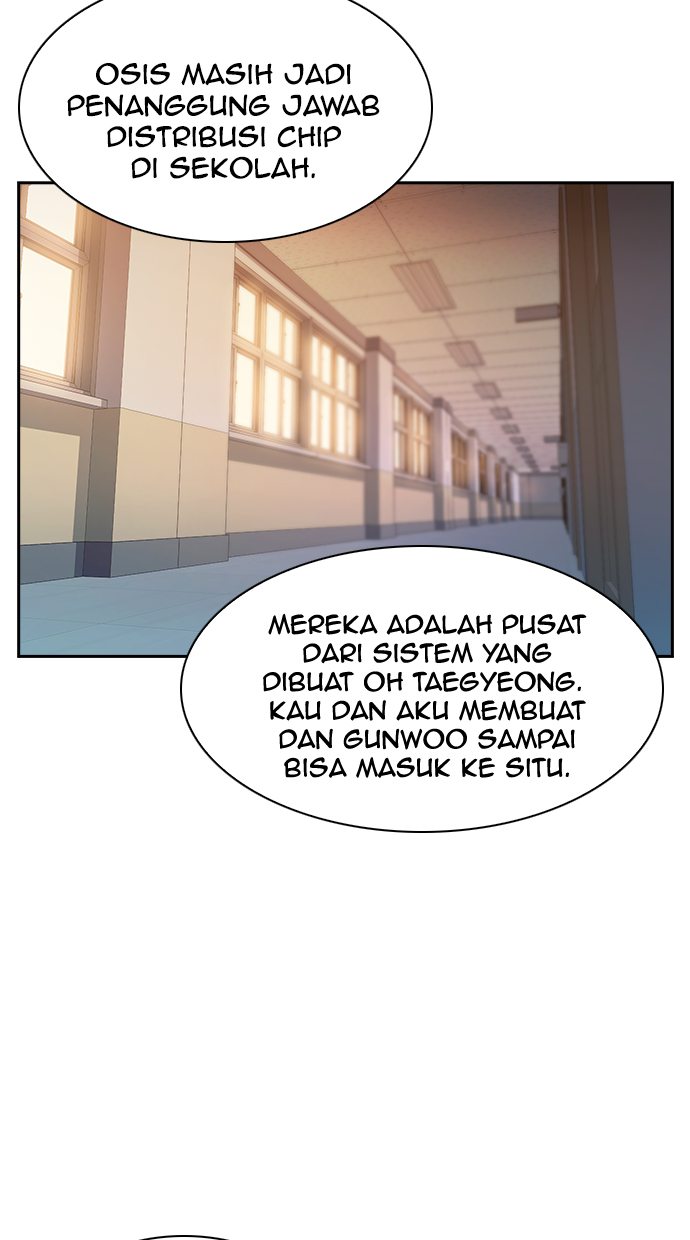 OSIS MASIH JADI
PENANGGUNG JAWAB
DISTRIBUSI CHIP
DI SEKOLAH.
MEREKA ADALAH PUSAT
DARI SISTEM YANG
DIBUAT OH TAEGYEONG.
KAU DAN AKU MEMBUAT
DAN GUNWOO SAMPAI
BISA MASUK KE SITU.